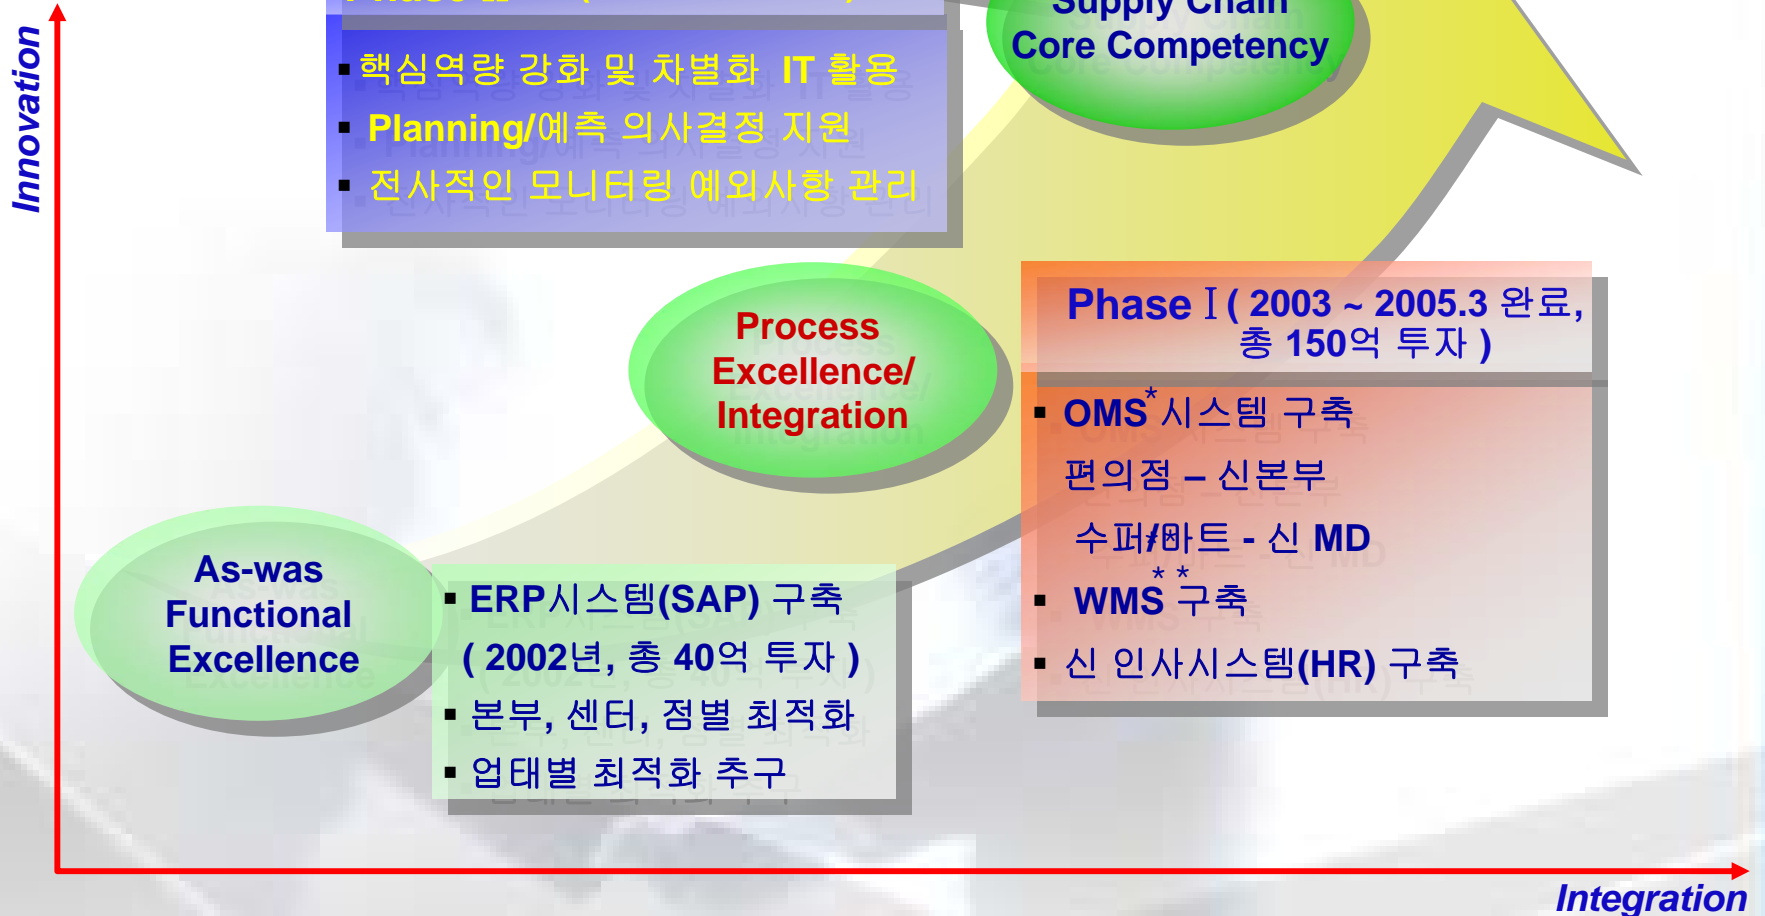 Innovation
Supply Chain
Core Competency
▪핵심역량 강화 및 차별화 IT 활용
▪ Planning/예측 의사결정 지원
▪ 전사적인 모니터링 예외사항 관리
Process
Excellence/
Integration
Phase Ⅰ( 2003 ~ 2005.3 완료,
총 150억 투자 )
▪ OMS* 시스템 구축
편의점 – 신본부
수퍼/마트 - 신 MD
▪ WMS** 구축
▪ 신 인사시스템(HR) 구축
As-was
Functional
Excellence
▪ ERP시스템(SAP) 구축
( 2002년, 총 40억 투자 )
▪ 본부, 센터, 점별 최적화
▪ 업태별 최적화 추구
Integration